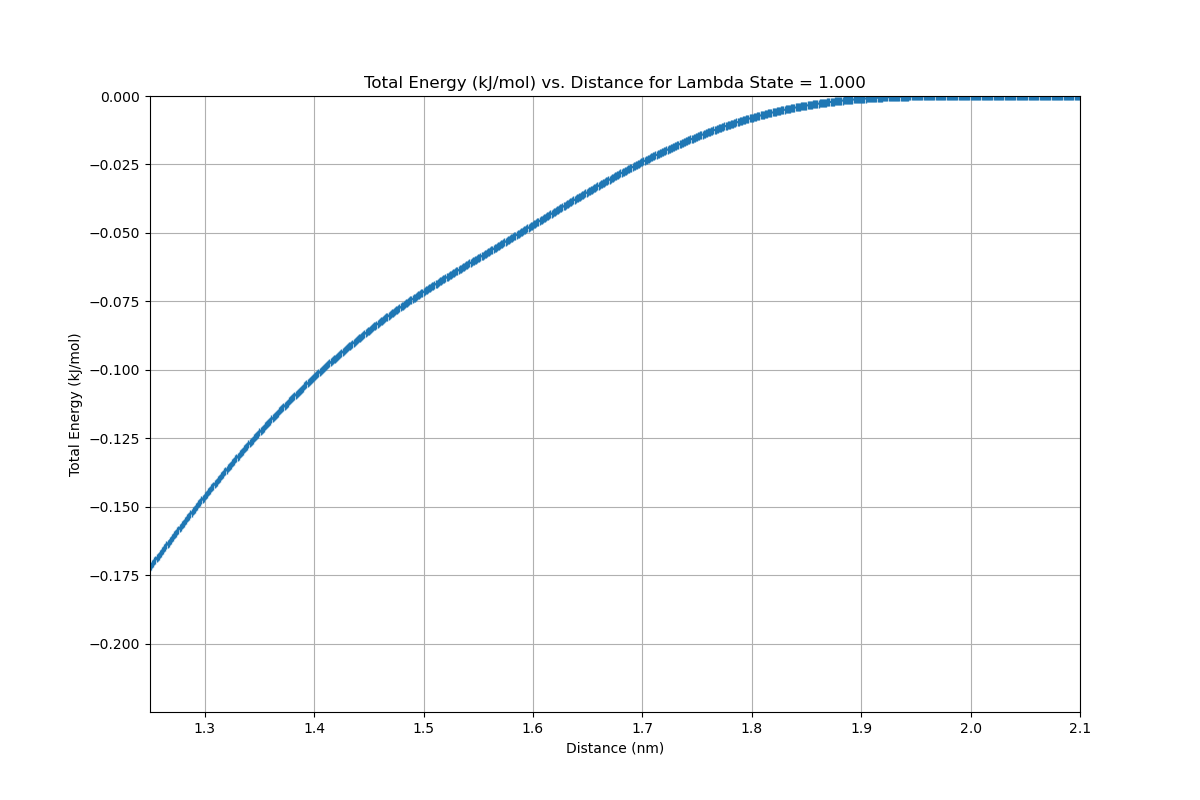 Total Energy (kJ/mol) vs. Distance for Lambda State = 1.000
0.000
−0.025
−0.050
−0.075
−0.100
−0.125
−0.150
−0.175
−0.200
Total Energy (kJ/mol)
1.3 1.4 1.5 1.6 1.7 1.8 1.9 2.0 2.1
Distance (nm)